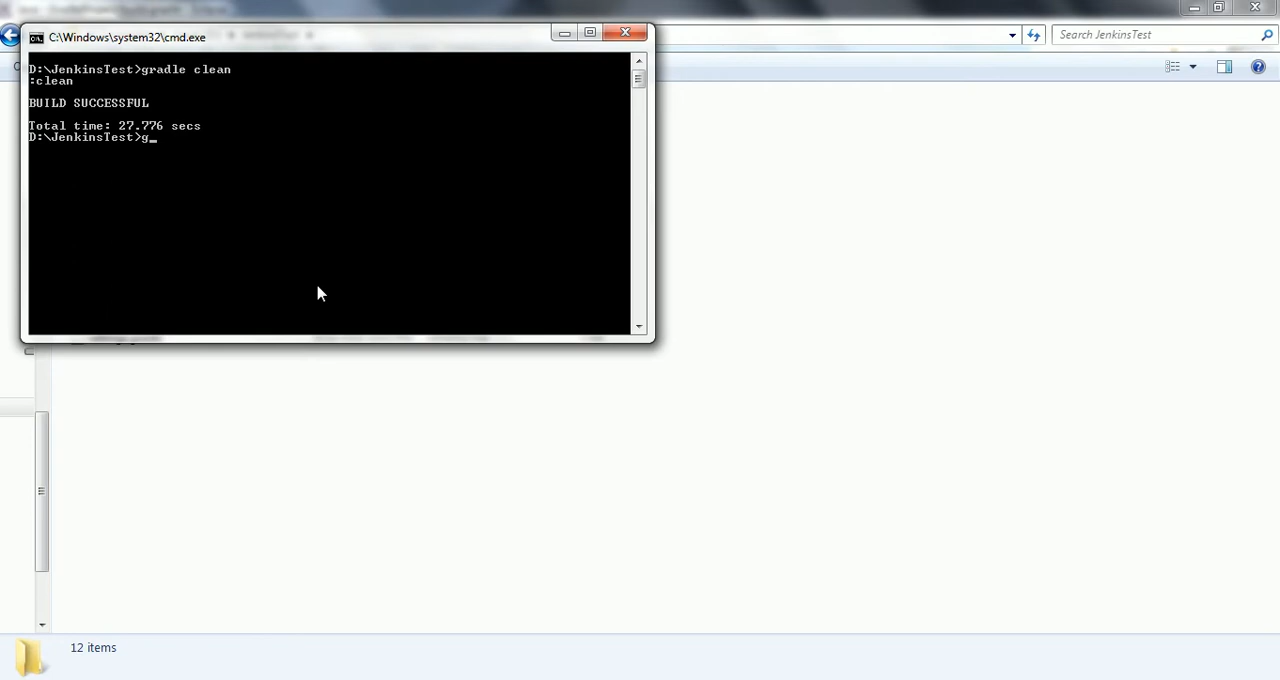 C:\Windows\system32\cmd.exe
Search JenkinsTest
D:\JenkinsTest>gradle clean
:clean
BUILD SUCCESSFUL
Total time: 27.776 secs
D:\JenkinsTest>g_
12 items